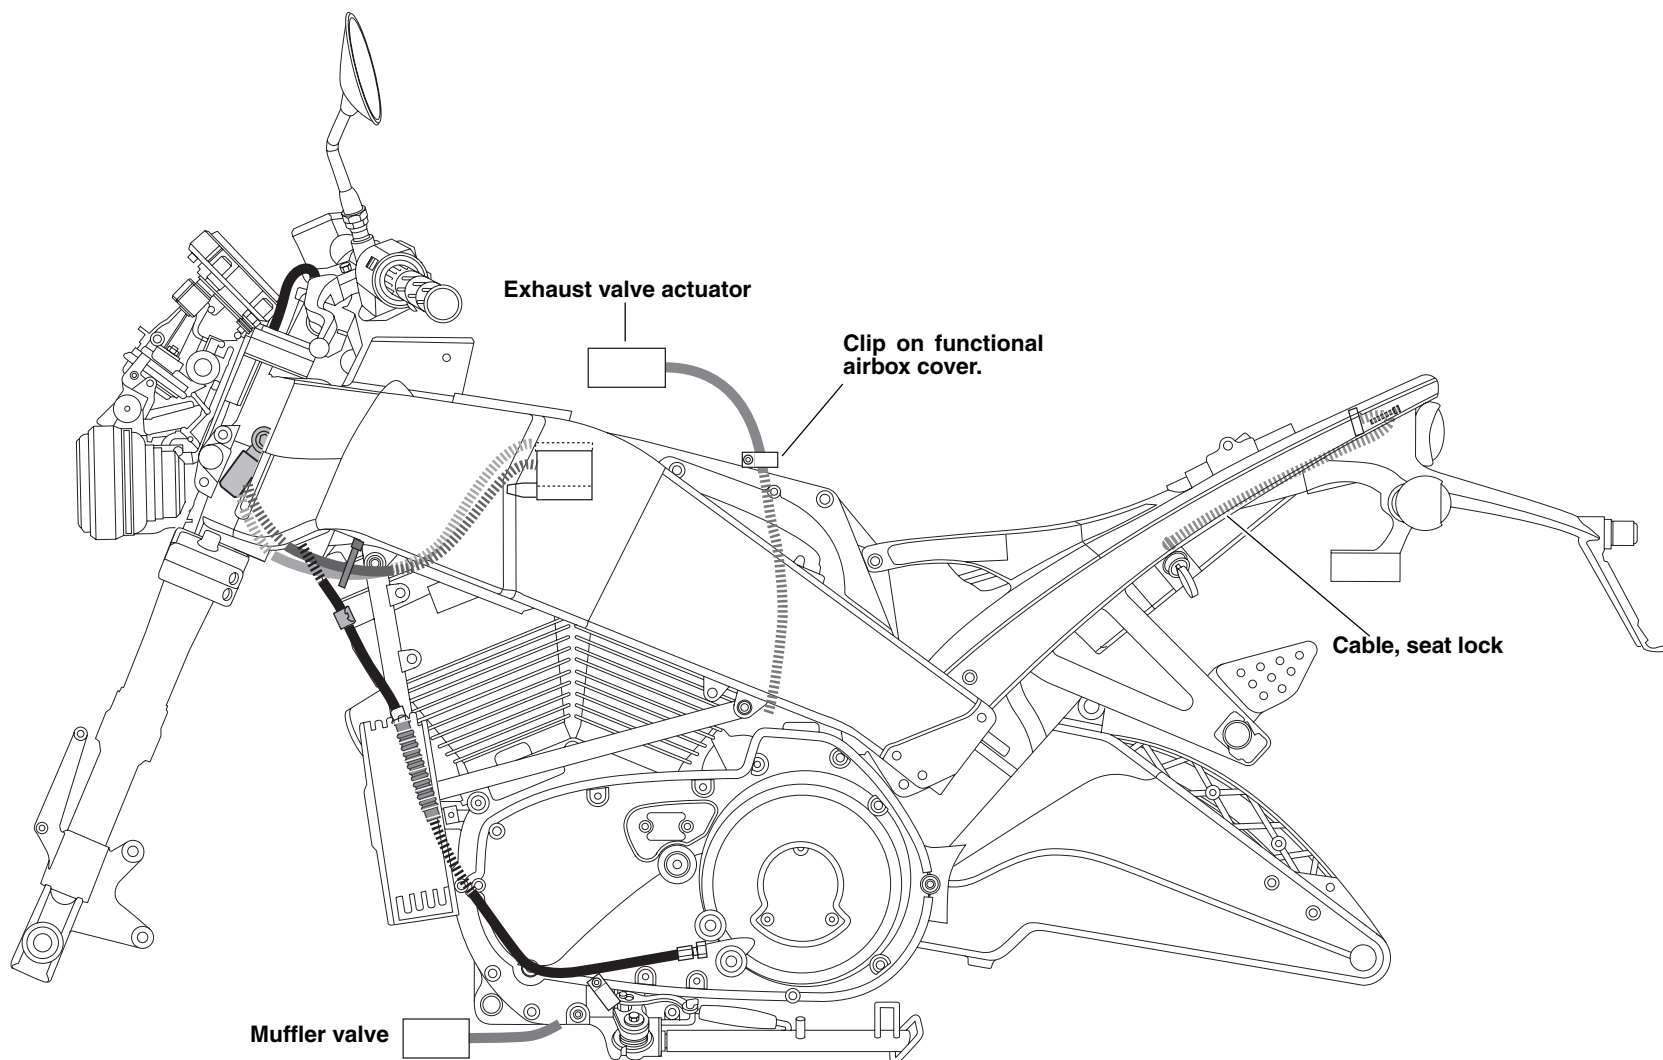 Exhaust valve actuator
Clip on functional
airbox cover.
Cable, seat lock
Muffler valve